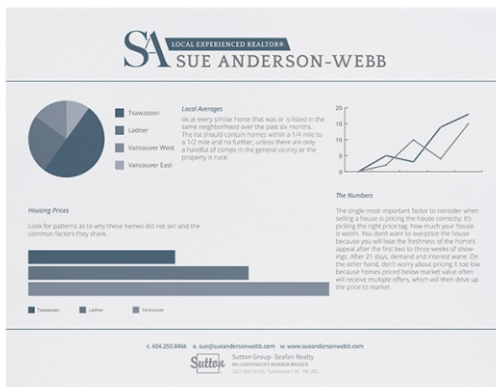 SA LOCAL EXPERIENCED REALTOR®
SUE ANDERSON-WEBB
Tsawassen
Ladner
Vancouver West
Vancouver East
Local Averages
ok at every similar home that was or is listed in the
same neighborhood over the past six months.
The list should contain homes within a 1/4 mile to
a 1/2 mile and no further, unless there are only
a handful of comps in the general vicinity or the
property is rural.
20
15
10
5
0
Housing Prices
Look for patterns as to why these homes did not sell and the
common factors they share.
Tsawassen
Ladner
Vancouver
The Numbers
The single most important factor to consider when
selling a house is pricing the house correctly; it's
picking the right price tag: how much your house
is worth. You don't want to overprice the house
because you will lose the freshness of the home's
appeal after the first two to three weeks of show-
ings. After 21 days, demand and interest wane. On
the other hand, don't worry about pricing it too low
because homes priced below market value often
will receive multiple offers, which will then drive up
the price to market.
c. 604.250.8466 e. sue@sueandersonwebb.com w. www.sueandersonwebb.com
Sutton
Sutton Group- Seafair Realty
AN INDEPENDENT MEMBER BROKER